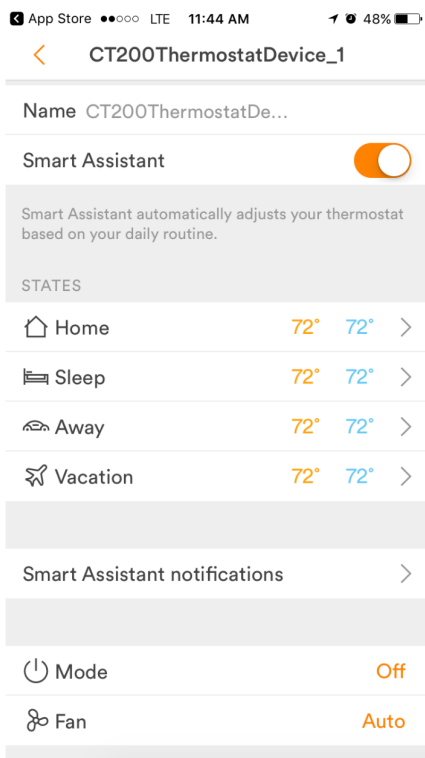 App Store LTE 11:44 AM 48%
CT200ThermostatDevice_1
Name CT200ThermostatDe...
Smart Assistant
Smart Assistant automatically adjusts your thermostat
based on your daily routine.
STATES
Home 72° 72°
Sleep 72° 72°
Away 72° 72°
Vacation 72° 72°
Smart Assistant notifications
Mode Off
Fan Auto